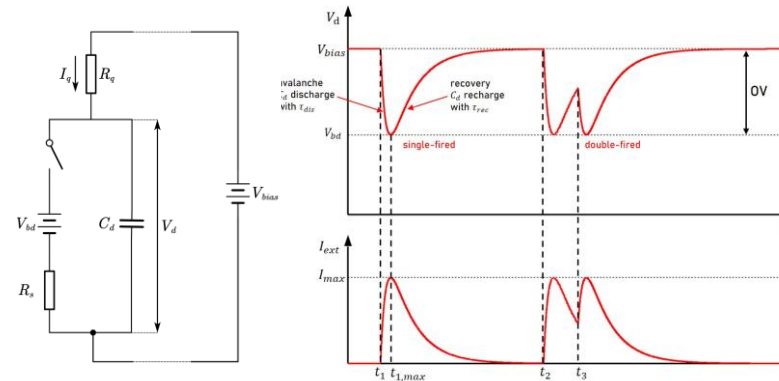 I_q
R_q
V_bd
C_d
V_d
R_s
V_bias
V_d
V_bias
avalanche
C_d discharge
with τ_dis
recovery
C_d recharge
with τ_rec
OV
V_bd
single-fired
double-fired
I_ext
I_max
t_1 t_1,max t_2 t_3